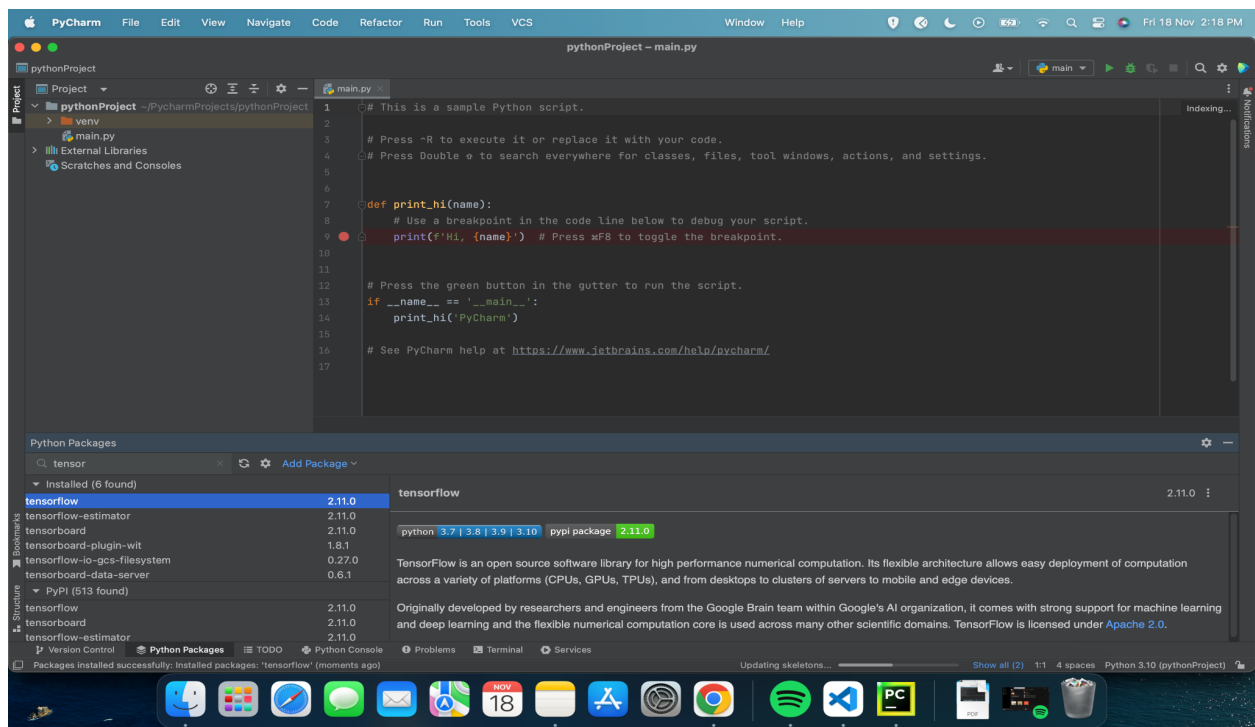 PyCharm File Edit View Navigate Code Refactor Run Tools VCS Window Help Fri 18 Nov 2:18 PM
pythonProject – main.py
pythonProject main
Project main.py
Project
pythonProject ~/PycharmProjects/pythonProject
venv
main.py
External Libraries
Scratches and Consoles
Indexing...
Notifications
1 # This is a sample Python script.
2
3 # Press ^R to execute it or replace it with your code.
4 # Press Double ⇧ to search everywhere for classes, files, tool windows, actions, and settings.
5
6
7 def print_hi(name):
8 # Use a breakpoint in the code line below to debug your script.
9 print(f'Hi, {name}') # Press ⌘F8 to toggle the breakpoint.
10
11
12 # Press the green button in the gutter to run the script.
13 if __name__ == '__main__':
14 print_hi('PyCharm')
15
16 # See PyCharm help at https://www.jetbrains.com/help/pycharm/
17
Python Packages
tensor Add Package
Installed (6 found)
tensorflow 2.11.0
tensorflow-estimator 2.11.0
tensorboard 2.11.0
tensorboard-plugin-wit 1.8.1
tensorflow-io-gcs-filesystem 0.27.0
tensorboard-data-server 0.6.1
PyPI (513 found)
tensorflow 2.11.0
tensorboard 2.11.0
tensorflow-estimator 2.11.0
tensorflow 2.11.0
python 3.7 | 3.8 | 3.9 | 3.10 pypi package 2.11.0
TensorFlow is an open source software library for high performance numerical computation. Its flexible architecture allows easy deployment of computation
across a variety of platforms (CPUs, GPUs, TPUs), and from desktops to clusters of servers to mobile and edge devices.
Originally developed by researchers and engineers from the Google Brain team within Google's AI organization, it comes with strong support for machine learning
and deep learning and the flexible numerical computation core is used across many other scientific domains. TensorFlow is licensed under Apache 2.0.
Bookmarks
Structure
Version Control Python Packages TODO Python Console Problems Terminal Services
Packages installed successfully: Installed packages: 'tensorflow' (moments ago) Updating skeletons... Show all (2) 1:1 4 spaces Python 3.10 (pythonProject)
NOV
18
PC
PDF